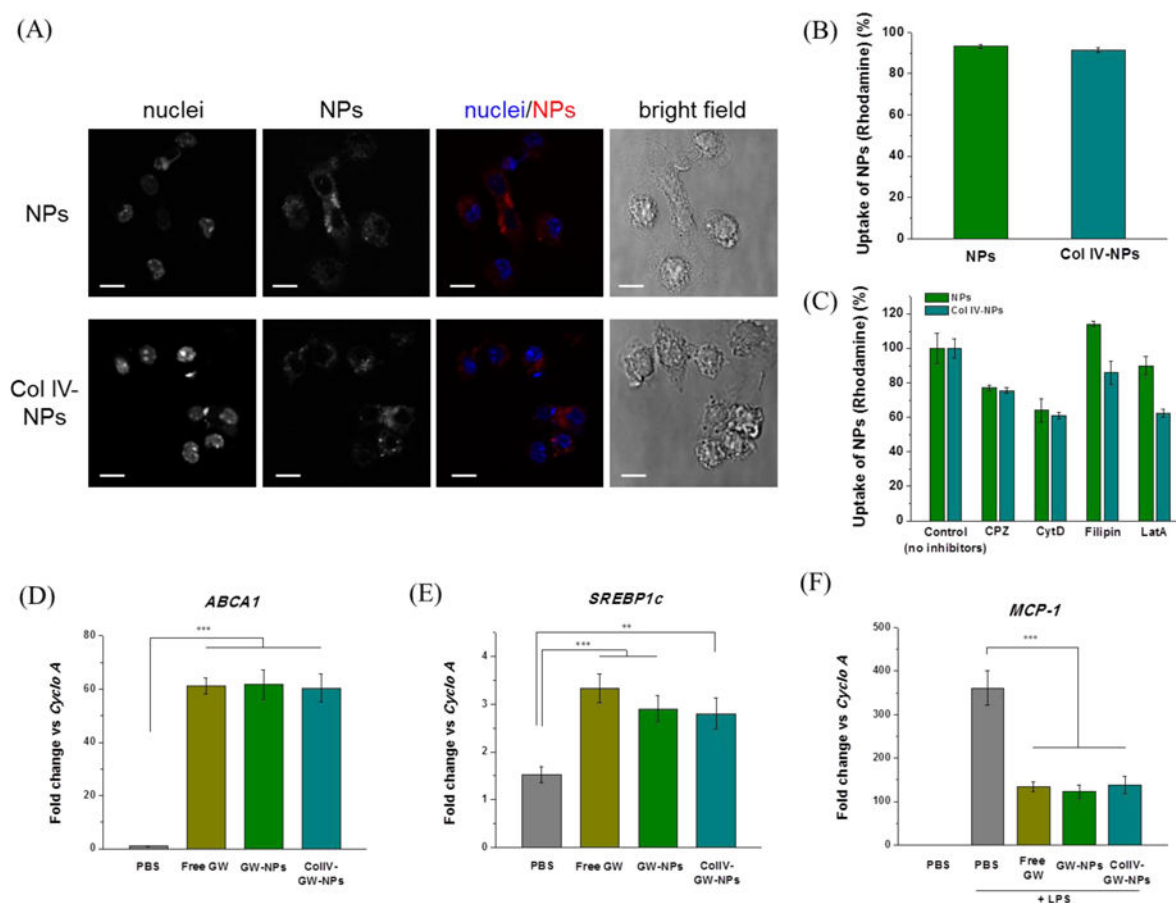 (A)
nuclei NPs nuclei/NPs bright field
NPs
Col IV-
NPs
(B)
Uptake of NPs (Rhodamine) (%)
100
80
60
40
20
0
NPs Col IV-NPs
(C)
Uptake of NPs (Rhodamine) (%)
NPs
Col IV-NPs
120
100
80
60
40
20
0
Control CPZ CytD Filipin LatA
(no inhibitors)
(D)
ABCA1
Fold change vs Cyclo A
***
80
60
40
20
0
PBS Free GW GW-NPs ColIV-
GW-NPs
(E)
SREBP1c
Fold change vs Cyclo A
**
***
4
3
2
1
0
PBS Free GW GW-NPs ColIV-
GW-NPs
(F)
MCP-1
Fold change vs Cyclo A
***
500
400
300
200
100
0
PBS PBS Free GW-NPs ColIV-
GW GW-NPs
+ LPS